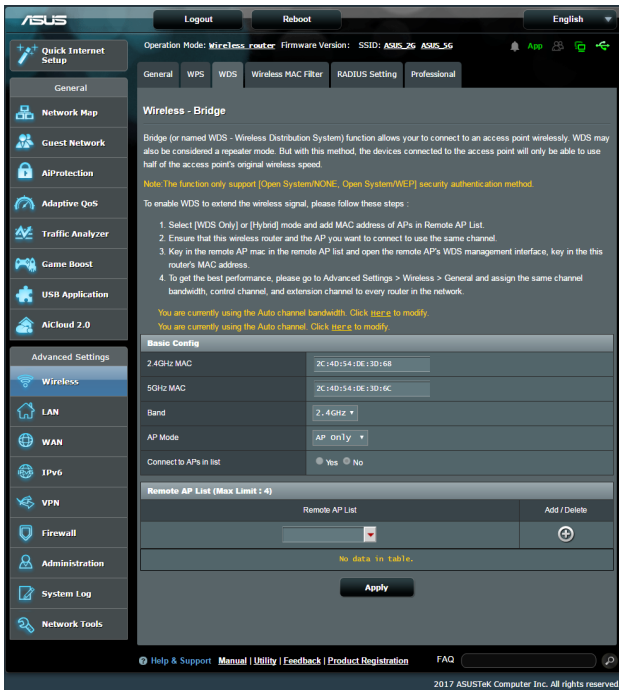 ASUS
Logout
Reboot
English
Quick Internet
Setup
General
Network Map
Guest Network
AiProtection
Adaptive QoS
Traffic Analyzer
Game Boost
USB Application
AiCloud 2.0
Advanced Settings
Wireless
LAN
WAN
IPv6
VPN
Firewall
Administration
System Log
Network Tools
Operation Mode: Wireless router Firmware Version: SSID: ASUS_2G ASUS_5G
App
General WPS WDS Wireless MAC Filter RADIUS Setting Professional
Wireless - Bridge
Bridge (or named WDS - Wireless Distribution System) function allows your to connect to an access point wirelessly. WDS may
also be considered a repeater mode. But with this method, the devices connected to the access point will only be able to use
half of the access point's original wireless speed.
Note:The function only support [Open System/NONE, Open System/WEP] security authentication method.
To enable WDS to extend the wireless signal, please follow these steps :
1. Select [WDS Only] or [Hybrid] mode and add MAC address of APs in Remote AP List.
2. Ensure that this wireless router and the AP you want to connect to use the same channel.
3. Key in the remote AP mac in the remote AP list and open the remote AP's WDS management interface, key in the this
router's MAC address.
4. To get the best performance, please go to Advanced Settings > Wireless > General and assign the same channel
bandwidth, control channel, and extension channel to every router in the network.
You are currently using the Auto channel bandwidth. Click Here to modify.
You are currently using the Auto channel. Click Here to modify.
Basic Config
2.4GHz MAC 2C:4D:54:DE:3D:68
5GHz MAC 2C:4D:54:DE:3D:6C
Band 2.4GHz
AP Mode AP Only
Connect to APs in list Yes No
Remote AP List (Max Limit : 4)
Remote AP List Add / Delete
No data in table.
Apply
Help & Support Manual | Utility | Feedback | Product Registration FAQ
2017 ASUSTeK Computer Inc. All rights reserved